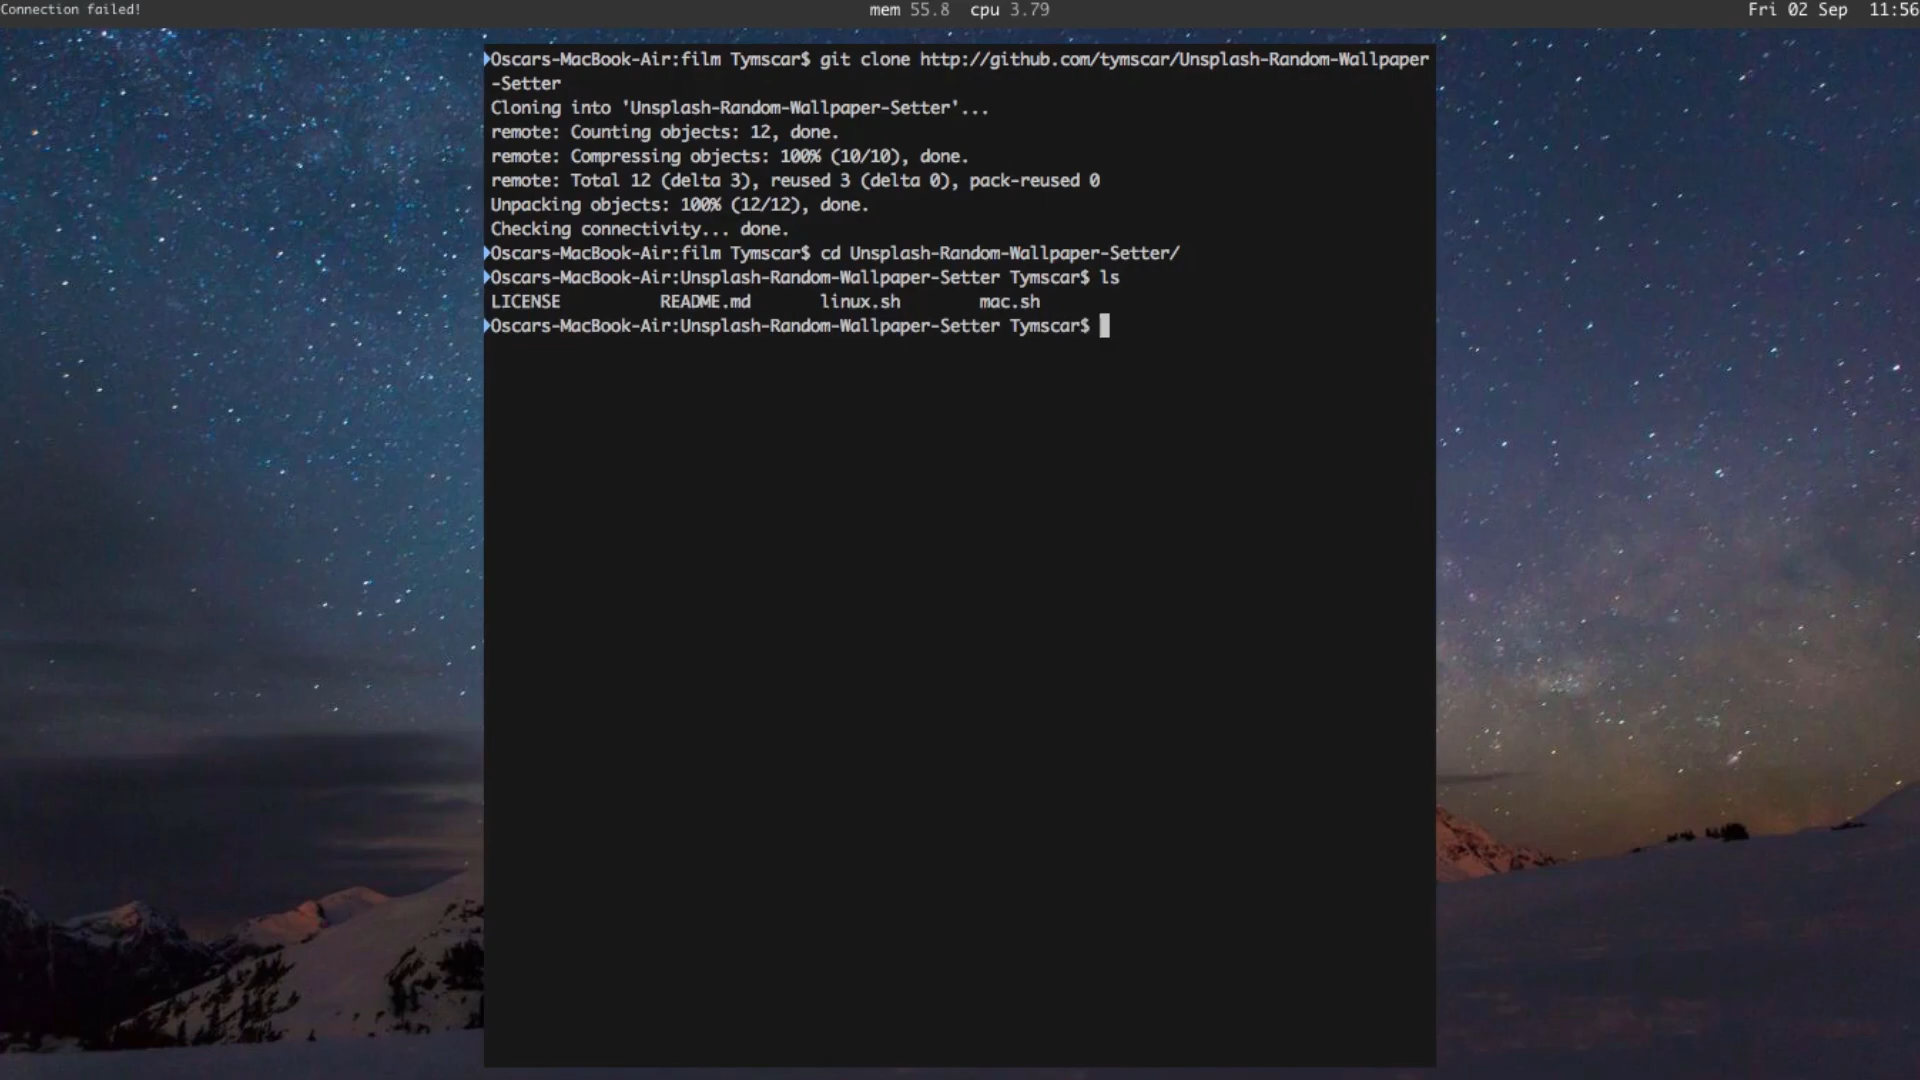 Connection failed!
mem 55.8 cpu 3.79
Fri 02 Sep 11:56
Oscars-MacBook-Air:film Tymscar$ git clone http://github.com/tymscar/Unsplash-Random-Wallpaper
-Setter
Cloning into 'Unsplash-Random-Wallpaper-Setter'...
remote: Counting objects: 12, done.
remote: Compressing objects: 100% (10/10), done.
remote: Total 12 (delta 3), reused 3 (delta 0), pack-reused 0
Unpacking objects: 100% (12/12), done.
Checking connectivity... done.
Oscars-MacBook-Air:film Tymscar$ cd Unsplash-Random-Wallpaper-Setter/
Oscars-MacBook-Air:Unsplash-Random-Wallpaper-Setter Tymscar$ ls
LICENSE README.md linux.sh mac.sh
Oscars-MacBook-Air:Unsplash-Random-Wallpaper-Setter Tymscar$